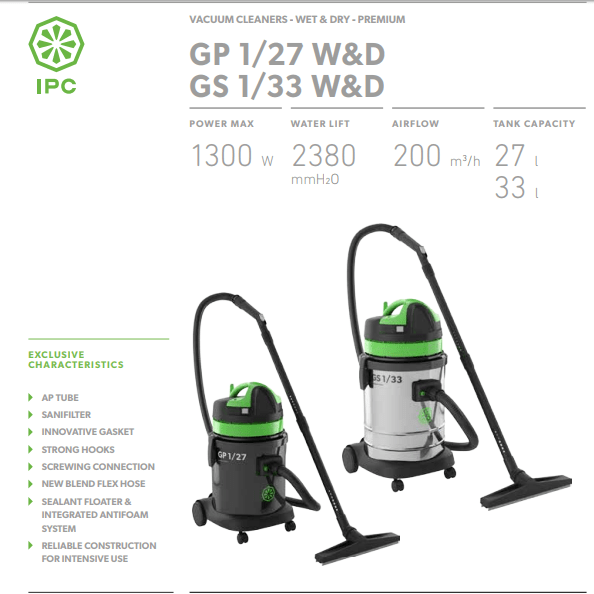 IPC
VACUUM CLEANERS - WET & DRY - PREMIUM
GP 1/27 W&D
GS 1/33 W&D
POWER MAX
1300 W
WATER LIFT
2380
mmH₂O
AIRFLOW
200 m³/h
TANK CAPACITY
27 l
33 l
EXCLUSIVE
CHARACTERISTICS
AP TUBE
SANIFILTER
INNOVATIVE GASKET
STRONG HOOKS
SCREWING CONNECTION
NEW BLEND FLEX HOSE
SEALANT FLOATER &
INTEGRATED ANTIFOAM
SYSTEM
RELIABLE CONSTRUCTION
FOR INTENSIVE USE
GP 1/27
GS 1/33